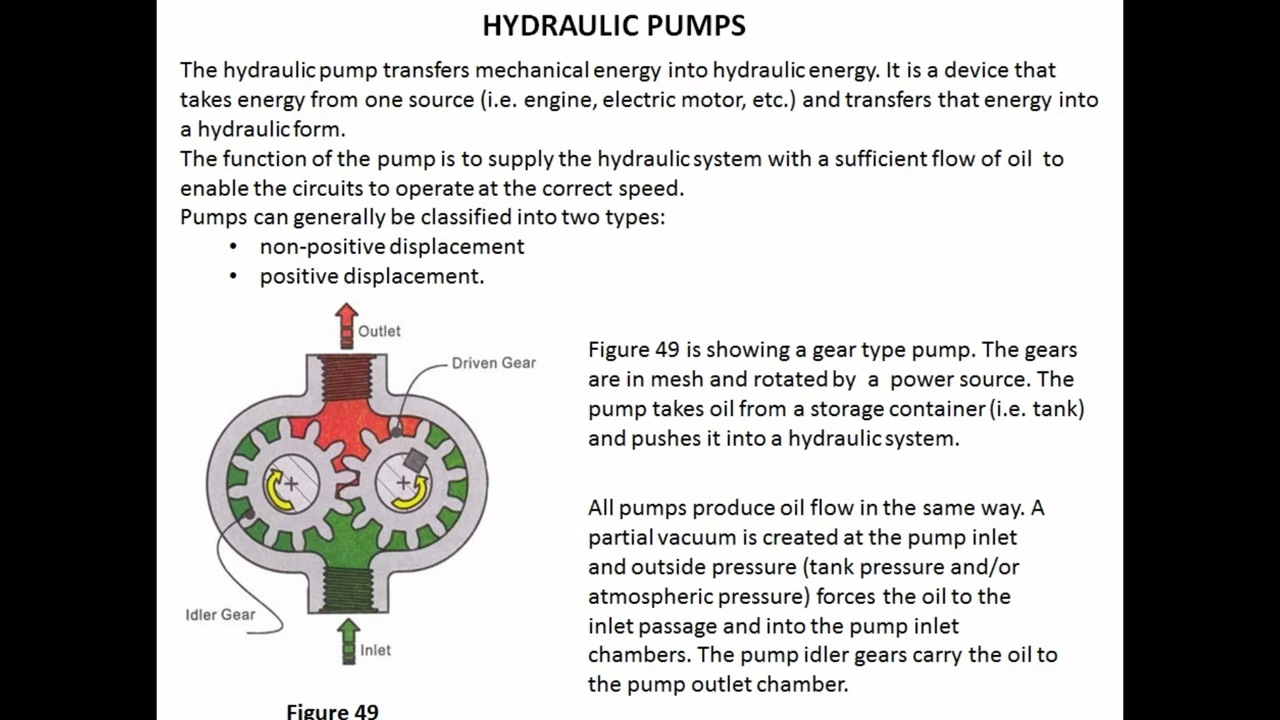 HYDRAULIC PUMPS
The hydraulic pump transfers mechanical energy into hydraulic energy. It is a device that
takes energy from one source (i.e. engine, electric motor, etc.) and transfers that energy into
a hydraulic form.
The function of the pump is to supply the hydraulic system with a sufficient flow of oil to
enable the circuits to operate at the correct speed.
Pumps can generally be classified into two types:
• non-positive displacement
• positive displacement.
Outlet
Driven Gear
Idler Gear
Inlet
Figure 49
Figure 49 is showing a gear type pump. The gears
are in mesh and rotated by a power source. The
pump takes oil from a storage container (i.e. tank)
and pushes it into a hydraulic system.
All pumps produce oil flow in the same way. A
partial vacuum is created at the pump inlet
and outside pressure (tank pressure and/or
atmospheric pressure) forces the oil to the
inlet passage and into the pump inlet
chambers. The pump idler gears carry the oil to
the pump outlet chamber.